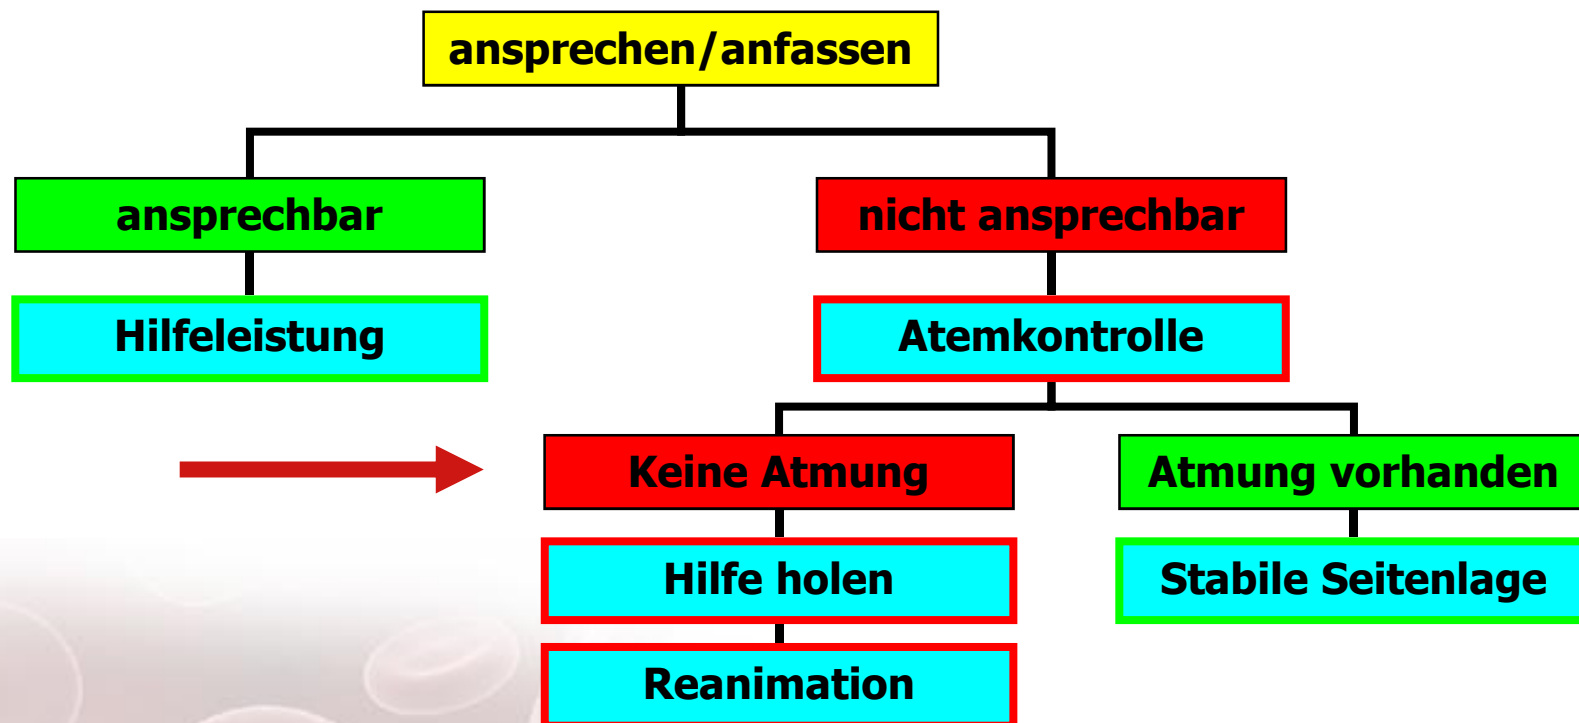 ansprechen/anfassen
ansprechbar
nicht ansprechbar
Hilfeleistung
Atemkontrolle
Keine Atmung
Atmung vorhanden
Hilfe holen
Stabile Seitenlage
Reanimation